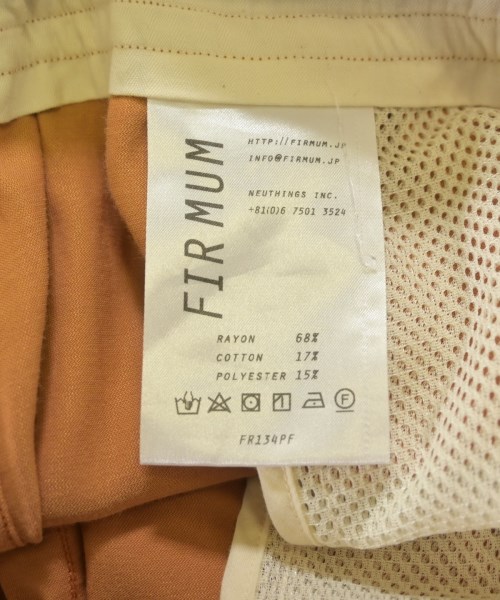 FIRMUM
HTTP://FIRMUM.JP
INFO@FIRMUM.JP
NEUTHINGS INC.
+81(0)6 7501 3524
RAYON 68%
COTTON 17%
POLYESTER 15%
F
FR134PF